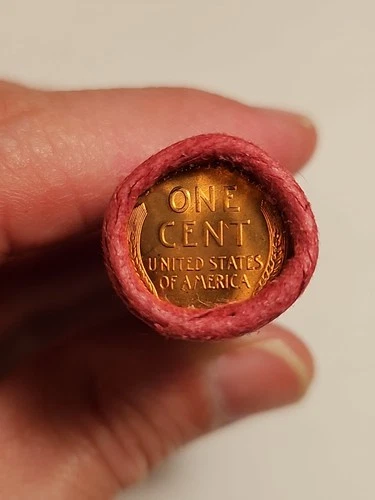 ONE
CENT
UNITED STATES
OF AMERICA